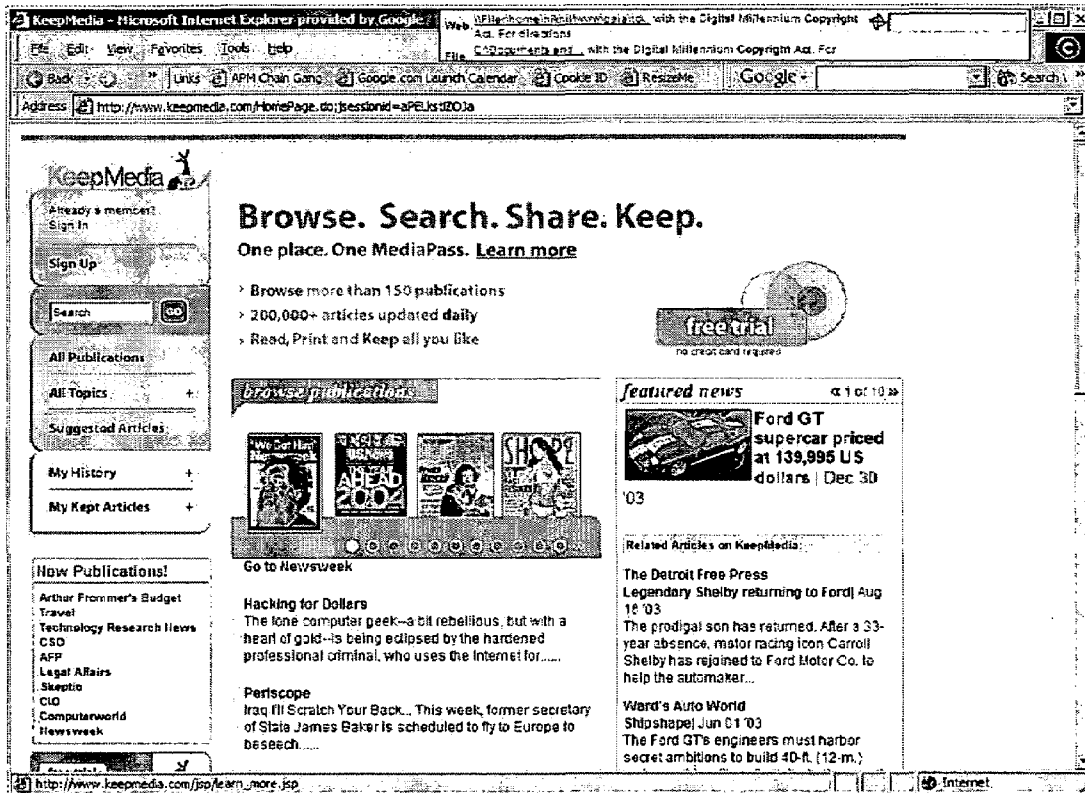 KeepMedia - Microsoft Internet Explorer provided by Google
Web with the Digital Millennium Copyright
Act. For directions
File C:\Documents and ... with the Digital Millennium Copyright Act. For
File Edit View Favorites Tools Help
Back Links APM Chain Gang Google.com Launch Calendar Cookie ID ResizeMe Google Search
Address http://www.keepmedia.com/HomePage.do;jsessionid=
KeepMedia
Already a member?
Sign In
Sign Up
Search GO
All Publications
All Topics +
Suggested Articles
My History +
My Kept Articles +
Browse. Search. Share. Keep.
One place. One MediaPass. Learn more
› Browse more than 150 publications
› 200,000+ articles updated daily
› Read, Print and Keep all you like
free trial
no credit card required
browse publications
SHAPE
AHEAD
2004
Go to Newsweek
Hacking for Dollars
The lone computer geek--a bit rebellious, but with a
heart of gold--is being eclipsed by the hardened
professional criminal, who uses the Internet for......
Periscope
Iraq I'll Scratch Your Back... This week, former secretary
of State James Baker is scheduled to fly to Europe to
beseech......
featured news « 1 of 10 »
Ford GT
supercar priced
at 139,995 US
dollars | Dec 30
'03
Related Articles on KeepMedia:
The Detroit Free Press
Legendary Shelby returning to Ford| Aug
18 '03
The prodigal son has returned. After a 33-
year absence, motor racing icon Carroll
Shelby has rejoined to Ford Motor Co. to
help the automaker...
Ward's Auto World
Shipshape| Jun 01 '03
The Ford GT's engineers must harbor
secret ambitions to build 40-ft. (12-m.)
New Publications!
Arthur Frommer's Budget
Travel
Technology Research News
CSO
AFP
Legal Affairs
Skeptic
CIO
Computerworld
Newsweek
http://www.keepmedia.com/jsp/learn_more.jsp
Internet